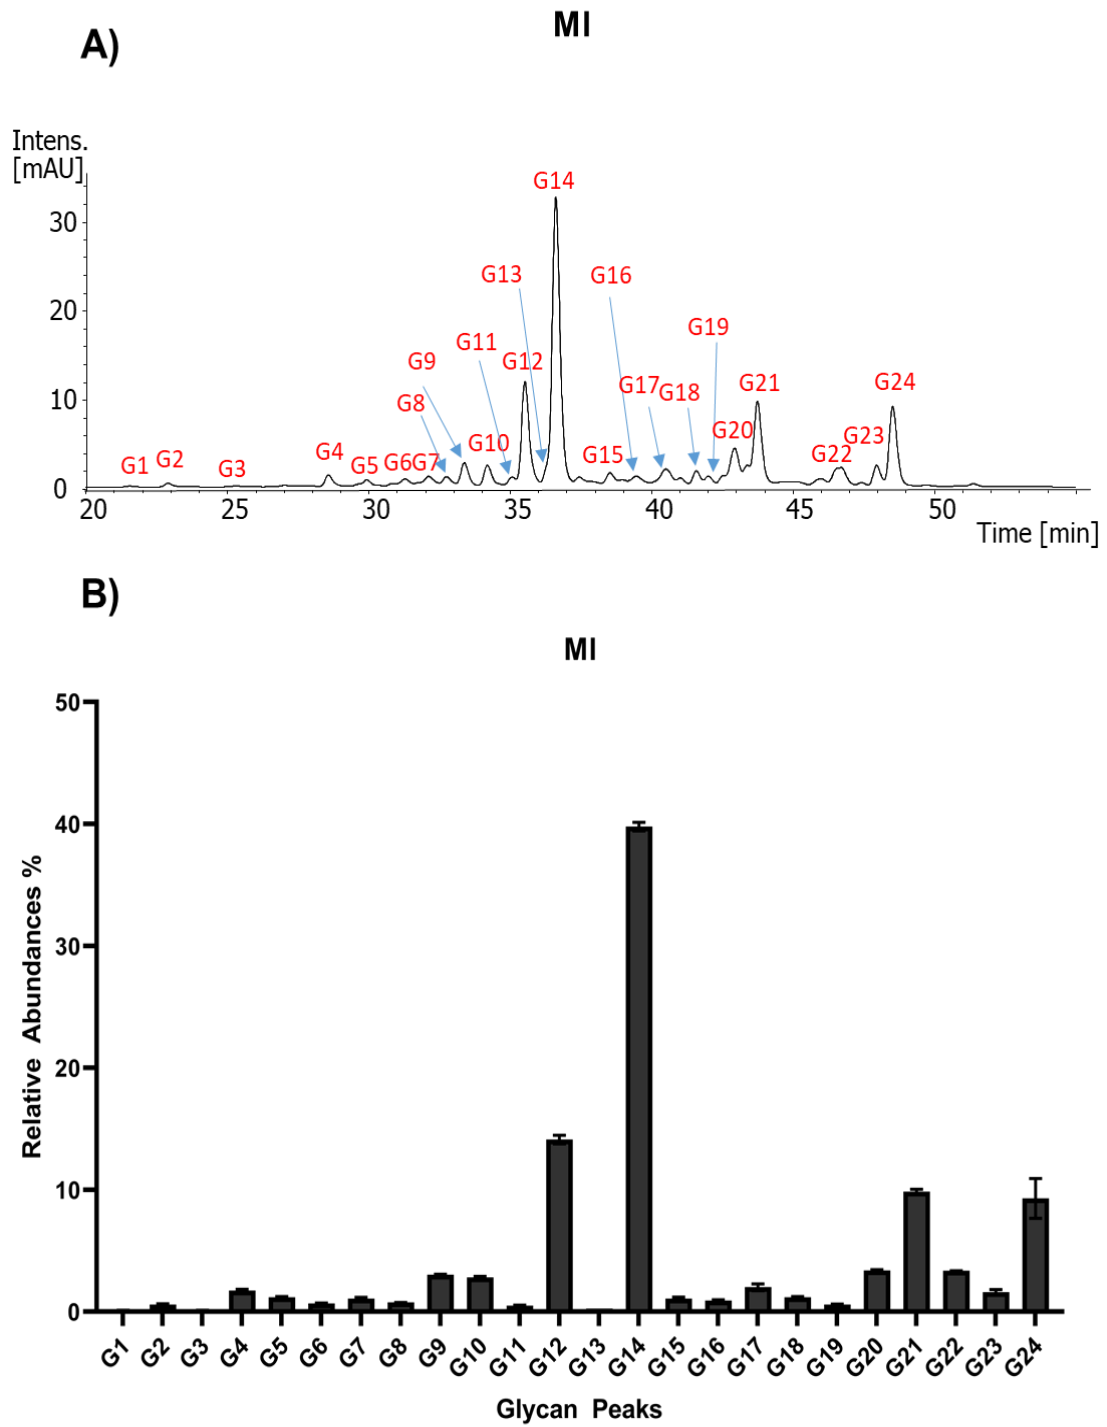 MI
A)
Intens.
[mAU]
G14
30
G13
G16
20
G19
G11
G9
G12
G17
G18
G21
G24
10
G8
G20
G10
G23
G1
G2
G3
G4
G5
G6
G7
G15
G22
0
20
25
30
35
40
45
50
Time [min]
B)
MI
50
40
30
20
10
0
Relative Abundances %
G1
G2
G3
G4
G5
G6
G7
G8
G9
G10
G11
G12
G13
G14
G15
G16
G17
G18
G19
G20
G21
G22
G23
G24
Glycan Peaks